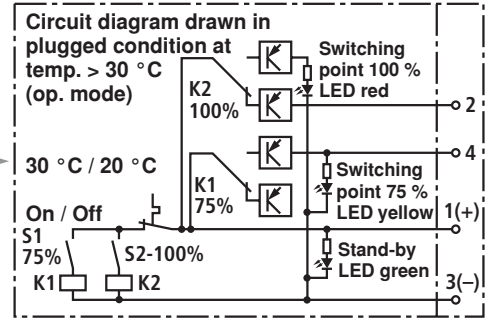 Circuit diagram drawn in
plugged condition at
temp. > 30 °C
(op. mode)
Switching
point 100 %
LED red
K2
100%
2
4
30 °C / 20 °C
K1
75%
Switching
point 75 %
LED yellow
On / Off
1(+)
S1
75%
S2-100%
Stand-by
LED green
K1
K2
3(–)